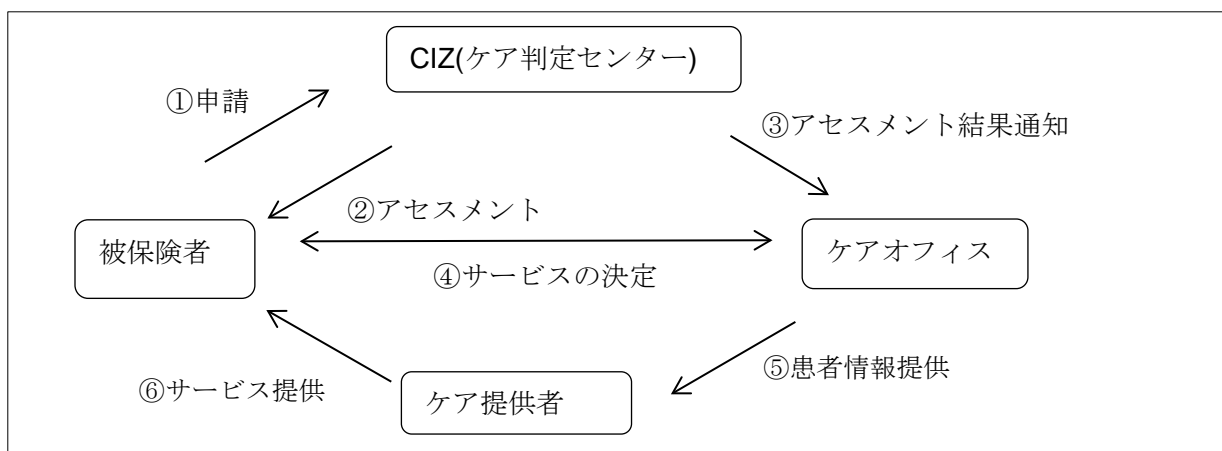 CIZ(ケア判定センター)
①申請
③アセスメント結果通知
②アセスメント
被保険者
ケアオフィス
④サービスの決定
⑤患者情報提供
⑥サービス提供
ケア提供者